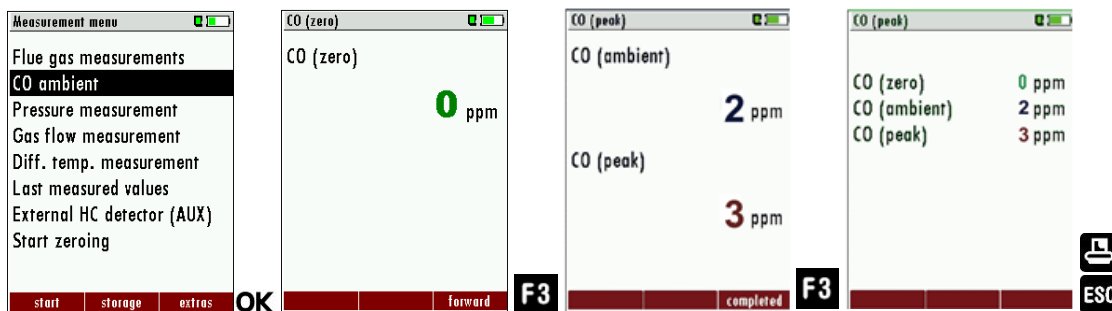 Measurement menu
Flue gas measurements
CO ambient
Pressure measurement
Gas flow measurement
Diff. temp. measurement
Last measured values
External HC detector (AUX)
Start zeroing
start storage extras
OK
CO (zero)
CO (zero)
0 ppm
forward
F3
CO (peak)
CO (ambient)
2 ppm
CO (peak)
3 ppm
completed
F3
CO (peak)
CO (zero) 0 ppm
CO (ambient) 2 ppm
CO (peak) 3 ppm
ESC